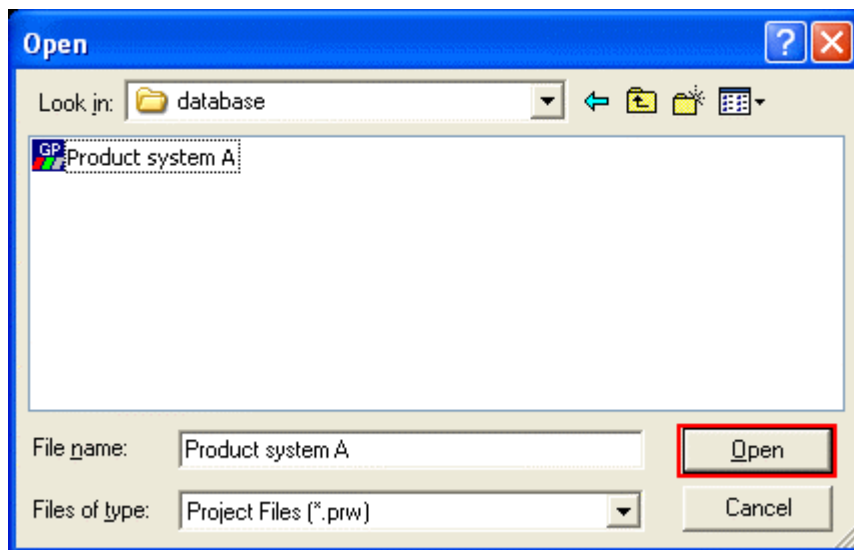 Open
Look in: database
GP Product system A
File name: Product system A Open
Files of type: Project Files (*.prw) Cancel